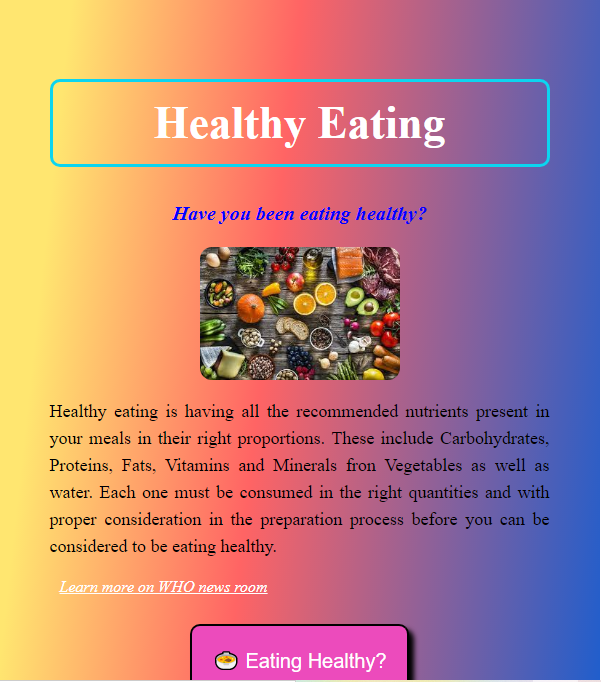 Healthy Eating
Have you been eating healthy?
Healthy eating is having all the recommended nutrients present in
your meals in their right proportions. These include Carbohydrates,
Proteins, Fats, Vitamins and Minerals fron Vegetables as well as
water. Each one must be consumed in the right quantities and with
proper consideration in the preparation process before you can be
considered to be eating healthy.
Learn more on WHO news room
🍲 Eating Healthy?